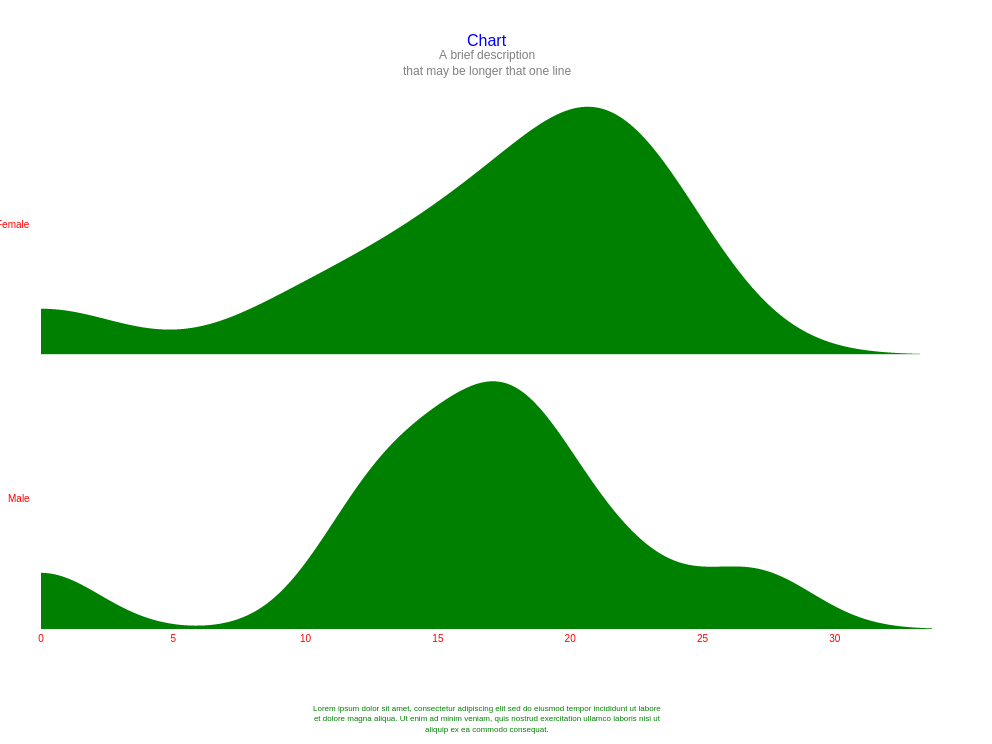 Chart
A brief description
that may be longer that one line
Female
Male
0 5 10 15 20 25 30
Lorem ipsum dolor sit amet, consectetur adipiscing elit sed do eiusmod tempor incididunt ut labore
et dolore magna aliqua. Ut enim ad minim veniam, quis nostrud exercitation ullamco laboris nisi ut
aliquip ex ea commodo consequat.